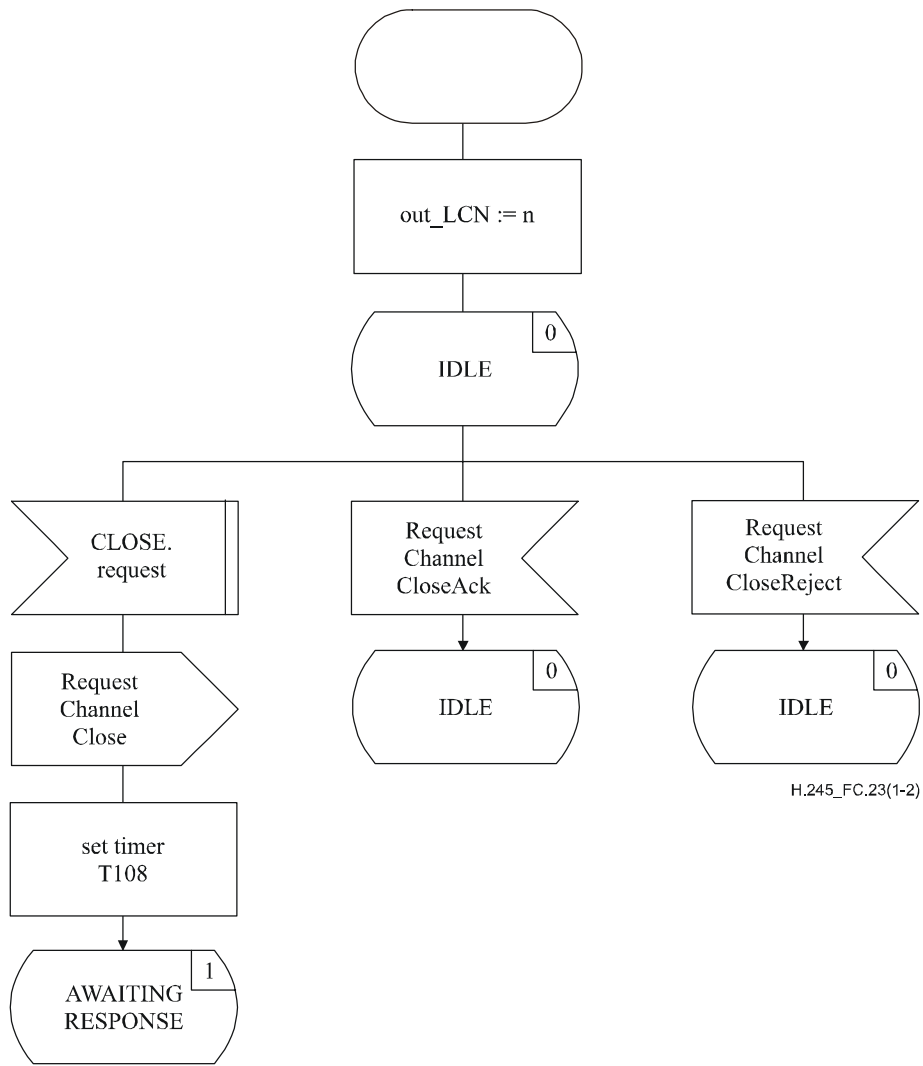 out_LCN := n
0
IDLE
CLOSE.
request
Request
Channel
CloseAck
Request
Channel
CloseReject
Request
Channel
Close
0
IDLE
0
IDLE
H.245_FC.23(1-2)
set timer
T108
1
AWAITING
RESPONSE